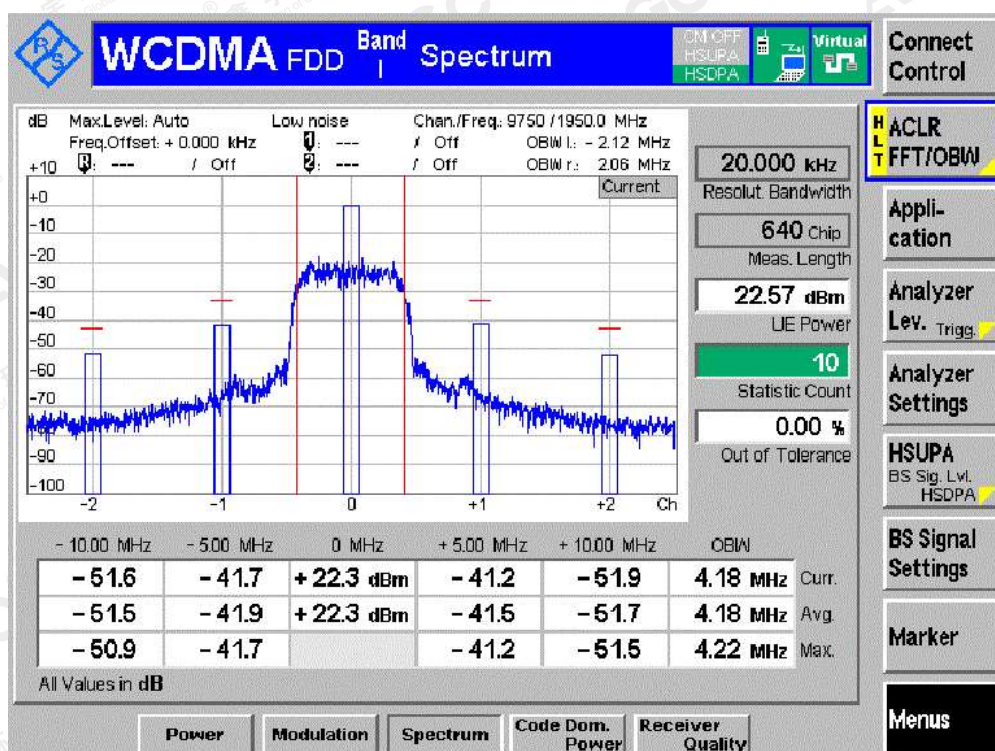 R S
WCDMA FDD Band I Spectrum
CM OFF
HSUPA
HSDPA
Virtual
Connect Control
dB Max.Level: Auto Low noise Chan./Freq.: 9750 / 1950.0 MHz
Freq.Offset: + 0.000 kHz 1: --- / Off OBW l.: - 2.12 MHz
R: --- / Off 2: --- / Off OBW r.: 2.06 MHz
Current
+10
+0
-10
-20
-30
-40
-50
-60
-70
-90
-100
-2 -1 0 +1 +2 Ch
20.000 kHz
Resolut. Bandwidth
640 Chip
Meas. Length
22.57 dBm
UE Power
10
Statistic Count
0.00 %
Out of Tolerance
- 10.00 MHz - 5.00 MHz 0 MHz + 5.00 MHz + 10.00 MHz OBW
- 51.6 - 41.7 + 22.3 dBm - 41.2 - 51.9 4.18 MHz Curr.
- 51.5 - 41.9 + 22.3 dBm - 41.5 - 51.7 4.18 MHz Avg.
- 50.9 - 41.7 - 41.2 - 51.5 4.22 MHz Max.
All Values in dB
HLT ACLR
FFT/OBW
Appli-
cation
Analyzer
Lev. Trigg.
Analyzer
Settings
HSUPA
BS Sig. Lvl.
HSDPA
BS Signal
Settings
Marker
Menus
Power
Modulation
Spectrum
Code Dom.
Power
Receiver
Quality